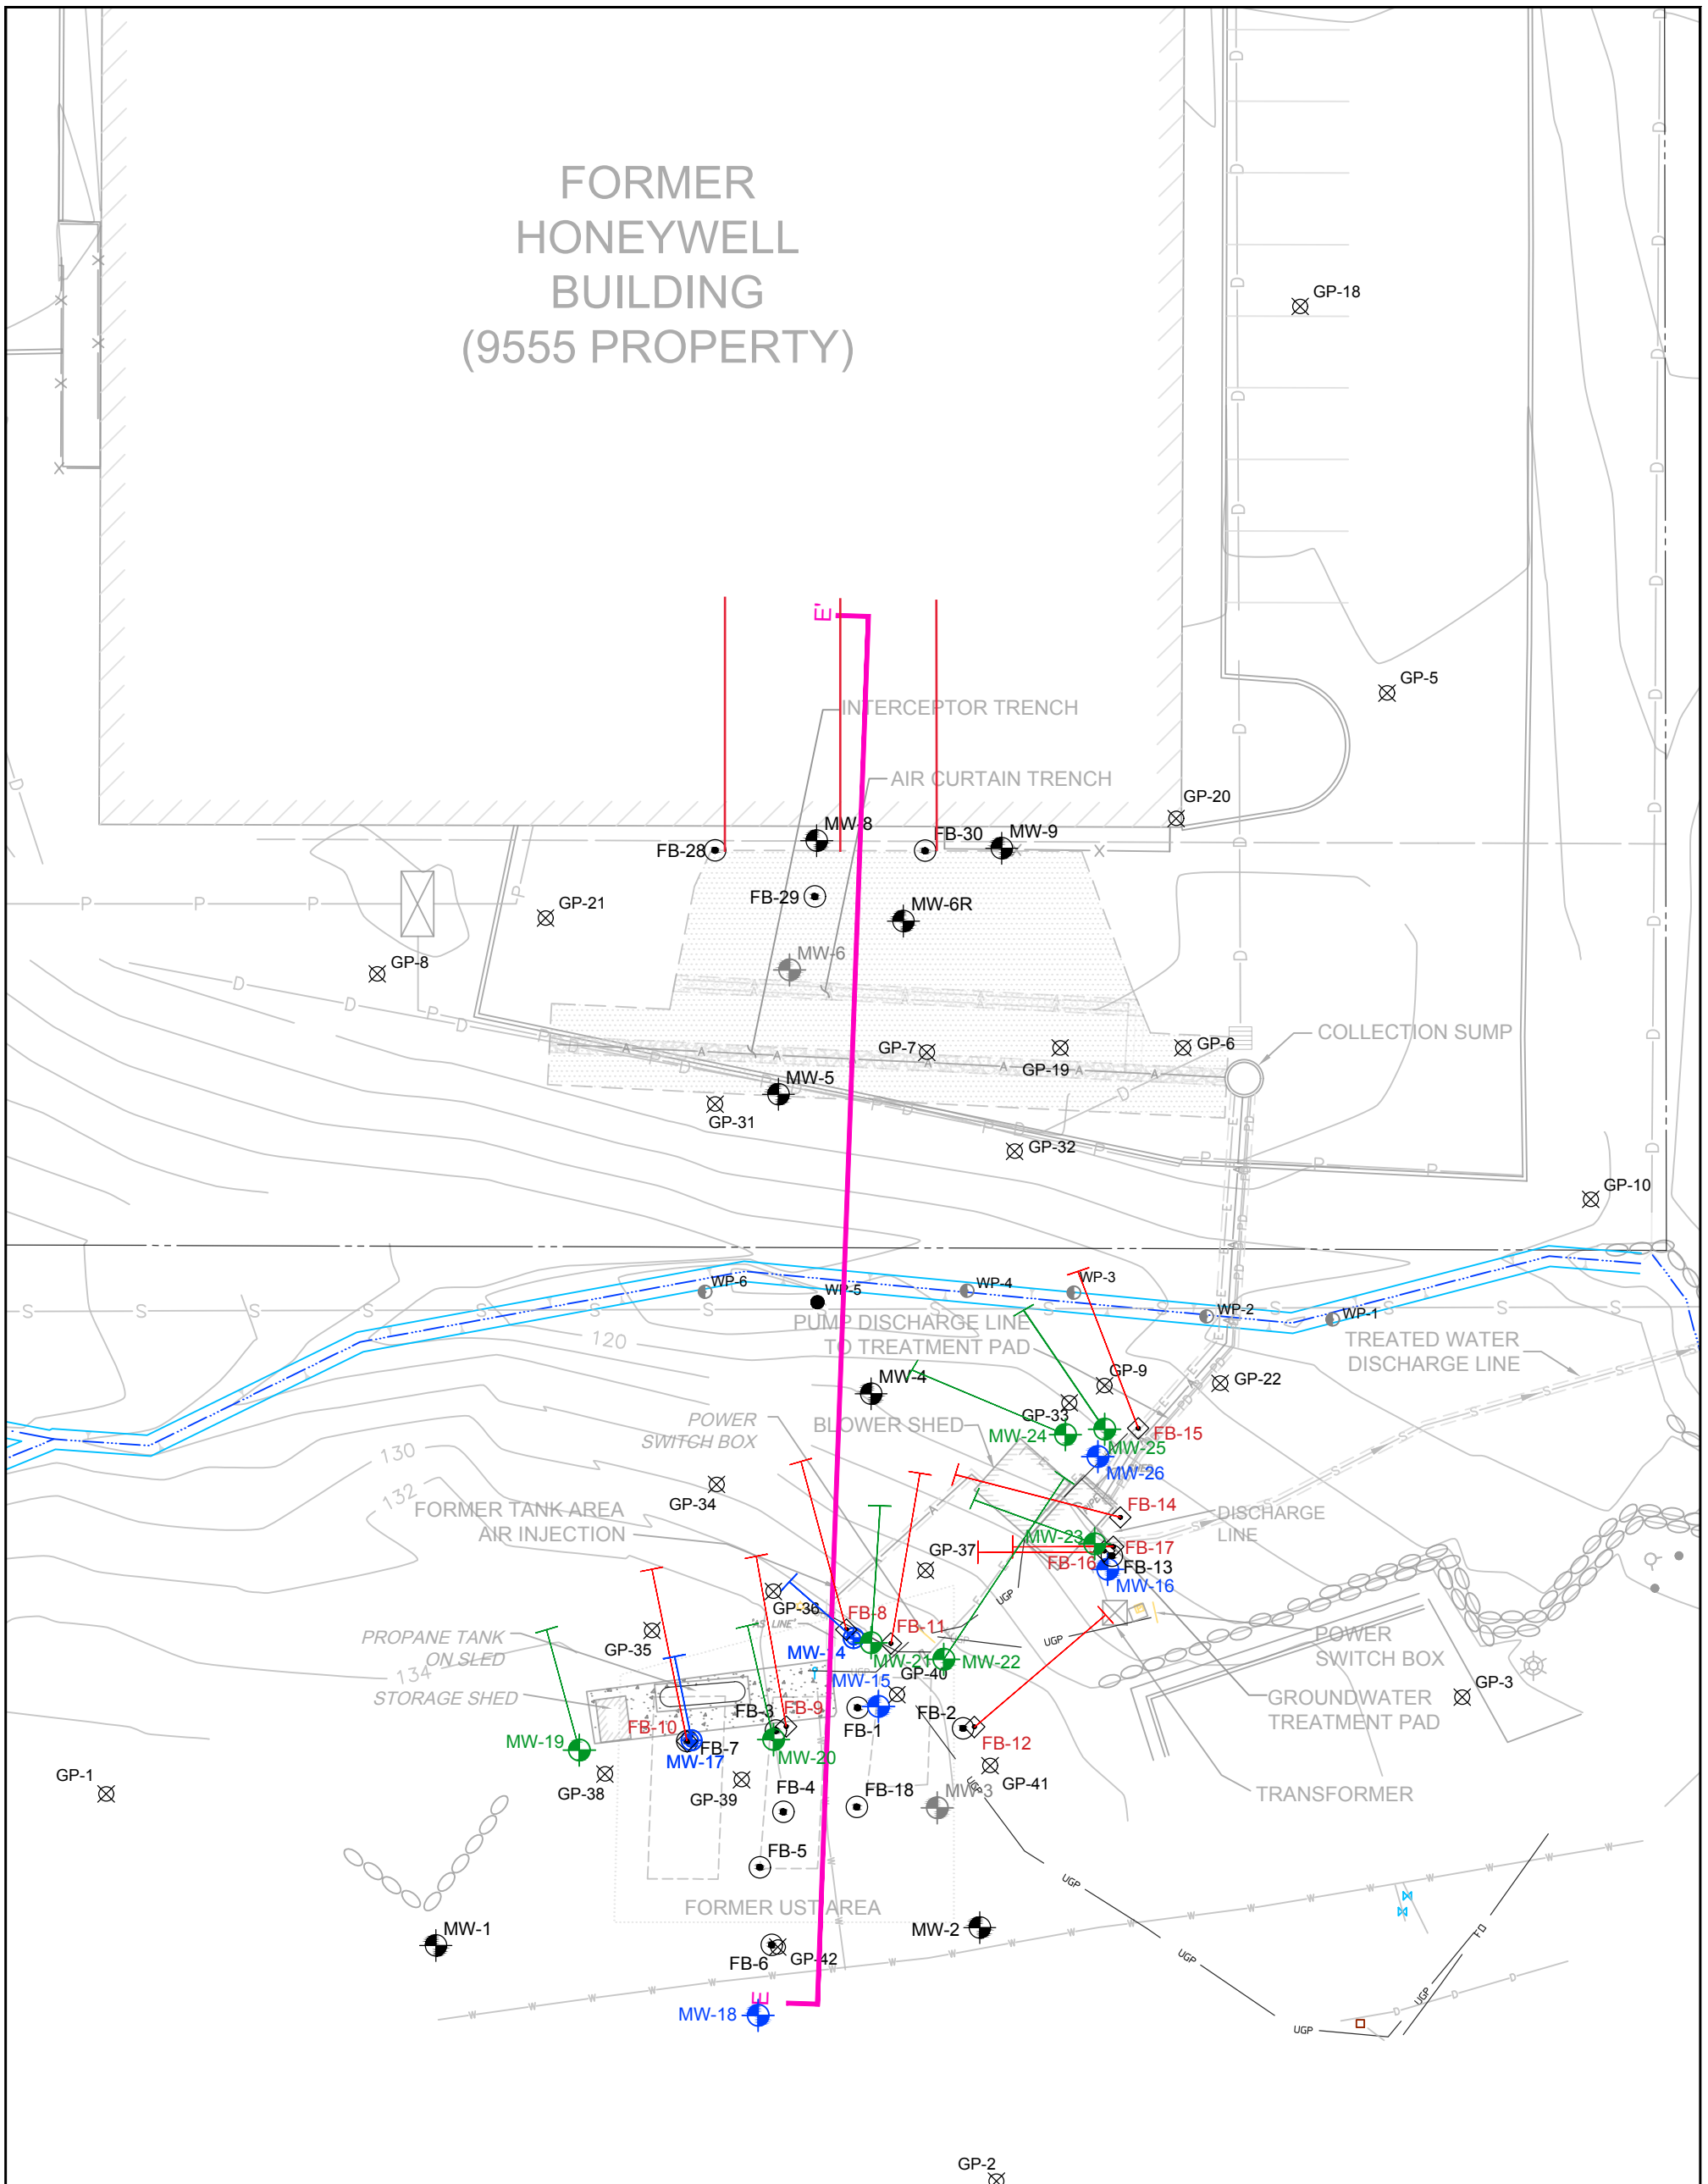 FORMER
HONEYWELL
BUILDING
(9555 PROPERTY)
GP-18
GP-5
E'
INTERCEPTOR TRENCH
AIR CURTAIN TRENCH
GP-20
MW-8
FB-30
MW-9
FB-28
FB-29
MW-6R
GP-21
MW-6
GP-8
COLLECTION SUMP
GP-7
GP-19
GP-6
MW-5
GP-31
GP-32
GP-10
WP-6
WP-5
WP-4
WP-3
WP-2
WP-1
120
PUMP DISCHARGE LINE
TO TREATMENT PAD
TREATED WATER
DISCHARGE LINE
GP-9
GP-22
MW-4
GP-33
POWER
SWITCH BOX
BLOWER SHED
MW-24
MW-25
FB-15
MW-26
130
132
GP-34
FORMER TANK AREA
AIR INJECTION
FB-14
DISCHARGE
LINE
MW-23
FB-17
FB-16
FB-13
MW-16
GP-37
UGP
GP-36
FB-8
FB-11
AS LINE
UGP
GP-35
PROPANE TANK
ON SLED
MW-14
MW-21
MW-22
POWER
SWITCH BOX
134
STORAGE SHED
MW-15
GP-40
GP-3
GROUNDWATER
TREATMENT PAD
FB-10
FB-3
FB-9
FB-1
FB-2
FB-12
MW-19
FB-7
MW-17
MW-20
GP-1
GP-38
GP-39
FB-4
FB-18
MW-3
GP-41
UGP
TRANSFORMER
FB-5
UGP
FORMER UST AREA
MW-1
MW-2
FB-6
GP-42
UGP
UGP
E
MW-18
UGP
GP-2